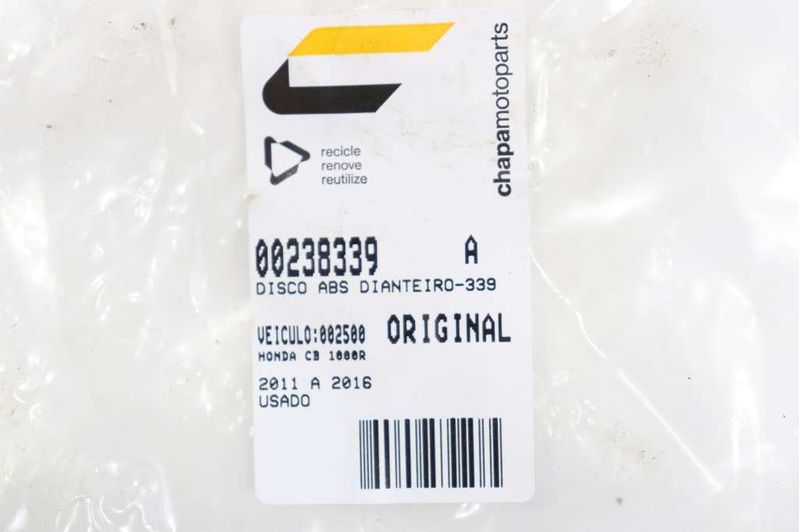 chapamotoparts
recicle
renove
reutilize
00238339 A
DISCO ABS DIANTEIRO-339
VEICULO:002500 ORIGINAL
HONDA CB 1000R
2011 A 2016
USADO